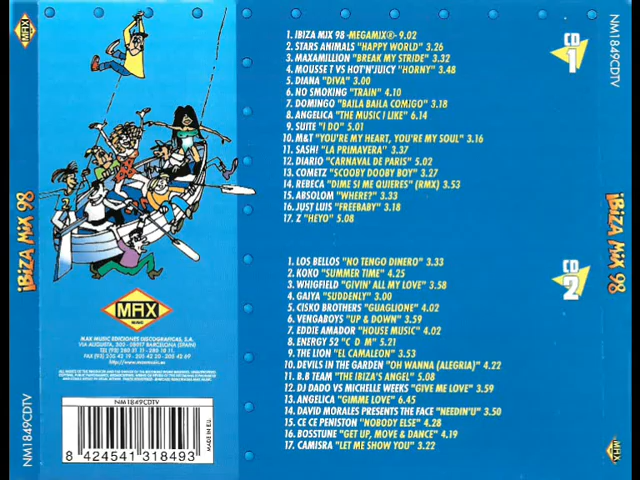 MAX
MUSIC
iBiZA MiX 98
NM1849CDTV
MAX
MUSIC
MAX MUSIC EDICIONES DISCOGRAFICAS, S.A.
NM1849CDTV
8 424541 318493
MADE IN E.U.
CD 1
1. IBIZA MIX 98 -MEGAMIX®- 9.02
2. STARS ANIMALS "HAPPY WORLD" 3.26
3. MAXAMILLION "BREAK MY STRIDE" 3.32
4. MOUSSE T VS HOT'N'JUICY "HORNY" 3.48
5. DIANA "DIVA" 3.00
6. NO SMOKING "TRAIN" 4.10
7. DOMINGO "BAILA BAILA COMIGO" 3.18
8. ANGELICA "THE MUSIC I LIKE" 6.14
9. SUITE "I DO" 5.01
10. M&T "YOU'RE MY HEART, YOU'RE MY SOUL" 3.16
11. SASH! "LA PRIMAVERA" 3.37
12. DIARIO "CARNAVAL DE PARIS" 5.02
13. COMETZ "SCOOBY DOOBY BOY" 3.27
14. REBECA "DIME SI ME QUIERES" (RMX) 3.53
15. ABSOLOM "WHERE?" 3.33
16. JUST LUIS "FREEBABY" 3.18
17. Z "HEYO" 5.08
CD 2
1. LOS BELLOS "NO TENGO DINERO" 3.33
2. KOKO "SUMMER TIME" 4.25
3. WHIGFIELD "GIVIN' ALL MY LOVE" 3.58
4. GAIYA "SUDDENLY" 3.00
5. CISKO BROTHERS "GUAGLIONE" 4.02
6. VENGABOYS "UP & DOWN" 3.59
7. EDDIE AMADOR "HOUSE MUSIC" 4.02
8. ENERGY 52 "C D M" 5.21
9. THE LION "EL CAMALEON" 3.53
10. DEVILS IN THE GARDEN "OH WANNA (ALEGRIA)" 4.22
11. B.B TEAM "THE IBIZA'S ANGEL" 5.08
12. DJ DADO VS MICHELLE WEEKS "GIVE ME LOVE" 3.59
13. ANGELICA "GIMME LOVE" 6.45
14. DAVID MORALES PRESENTS THE FACE "NEEDIN'U" 3.50
15. CE CE PENISTON "NOBODY ELSE" 4.28
16. BOSSTUNE "GET UP, MOVE & DANCE" 4.19
17. CAMISRA "LET ME SHOW YOU" 3.22
NM1849CDTV
iBiZA MiX 98
MAX